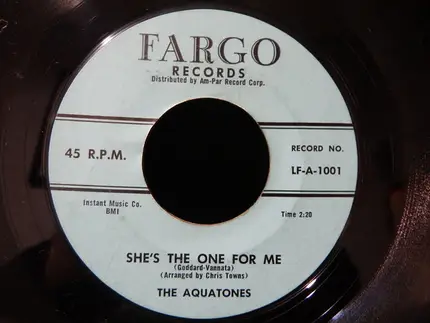 FARGO
RECORDS
Distributed by Am-Par Record Corp.
45 R.P.M.
RECORD NO.
LF-A-1001
Instant Music Co.
BMI
Time 2:20
SHE'S THE ONE FOR ME
(Goddard-Vannata)
(Arranged by Chris Towns)
THE AQUATONES